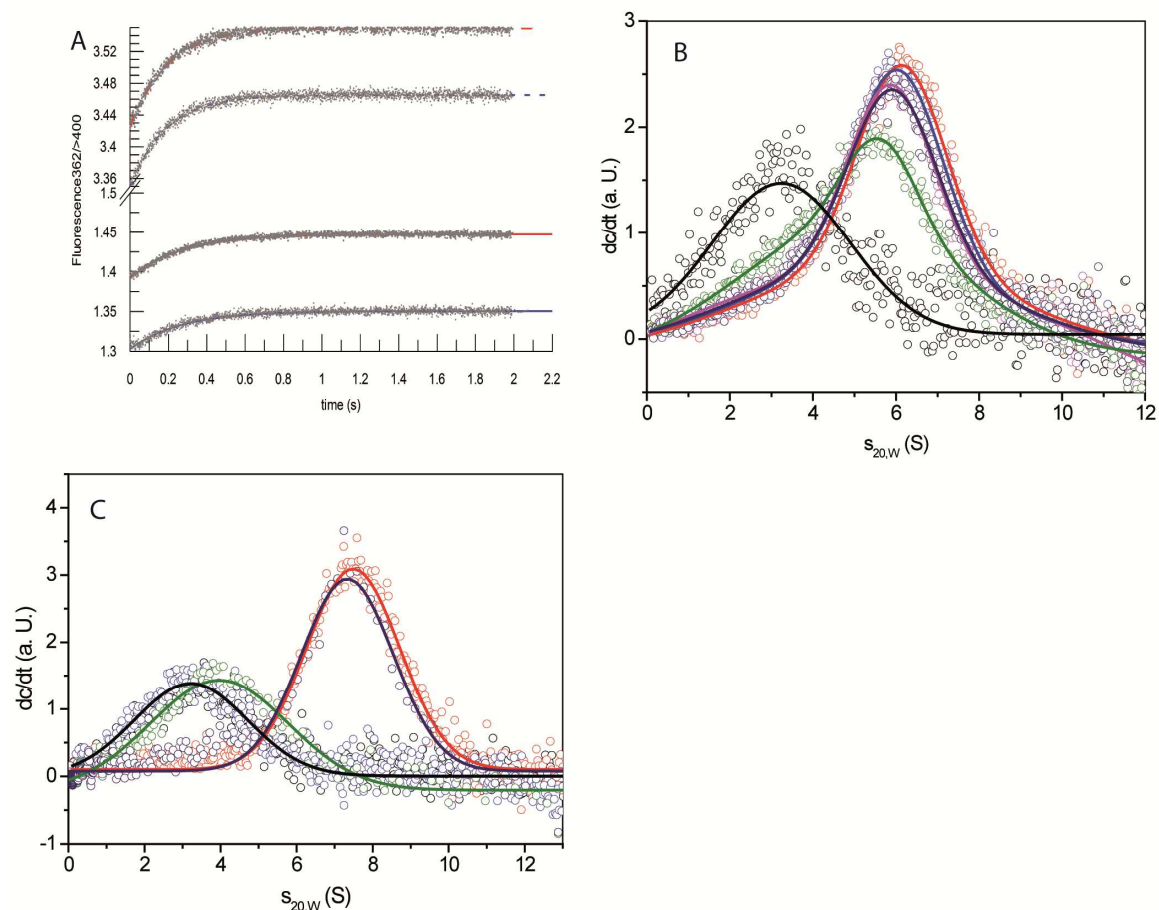 A
3.52
3.48
3.44
3.4
3.36
1.5
1.45
1.4
1.35
1.3
Fluorescence362/>400
0 0.2 0.4 0.6 0.8 1 1.2 1.4 1.6 1.8 2 2.2
time (s)
B
3
2
1
0
dc/dt (a. U.)
0 2 4 6 8 10 12
s20,W (S)
C
4
3
2
1
0
-1
dc/dt (a. U.)
0 2 4 6 8 10 12
s20,W (S)